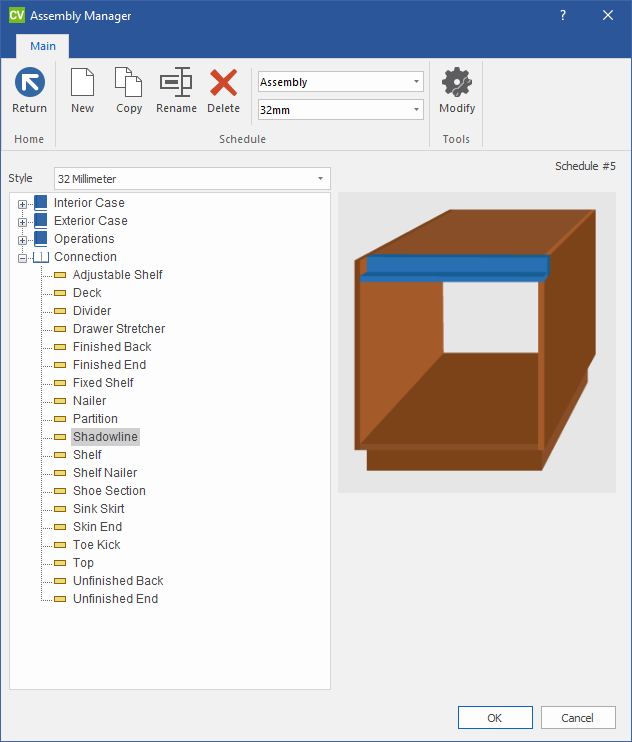 CV Assembly Manager ?
Main
Return New Copy Rename Delete Assembly Modify
32mm
Home Schedule Tools
Schedule #5
Style 32 Millimeter
Interior Case
Exterior Case
Operations
Connection
Adjustable Shelf
Deck
Divider
Drawer Stretcher
Finished Back
Finished End
Fixed Shelf
Nailer
Partition
Shadowline
Shelf
Shelf Nailer
Shoe Section
Sink Skirt
Skin End
Toe Kick
Top
Unfinished Back
Unfinished End
OK Cancel